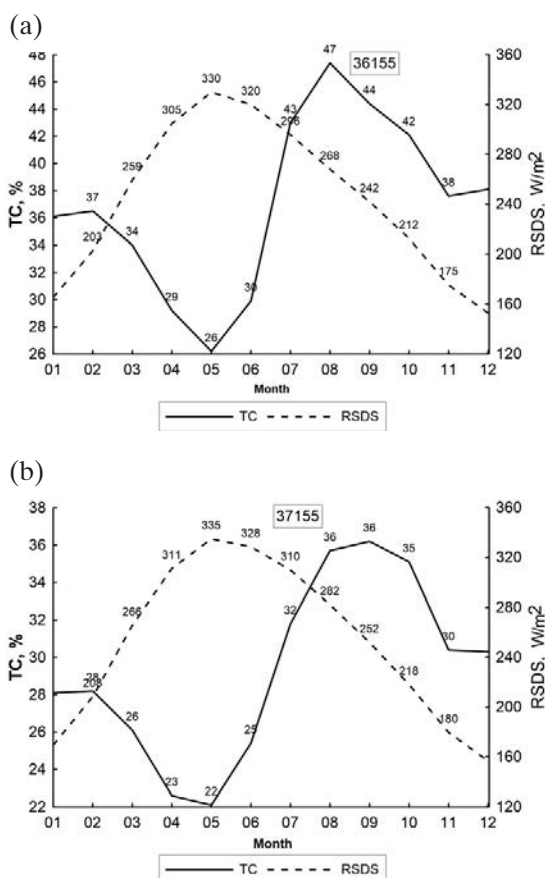 (a)
48 360
47
36155
46
44 330 320 44 320
305 43 42
42 296
40 259 268 280
38 37 242 38 240
36 203 34 212
34 200
32 175
30 29 30 160
28 26
26 120
TC, %
RSDS, W/m2
01 02 03 04 05 06 07 08 09 10 11 12
Month
TC RSDS
(b)
38 360
37155
36 335 328 36 36 35 320
34 311 310
32 266 32 282 280
30 252 30 240
28 28 208 218 200
26 26 25 180
24 23 160
22 22 120
TC, %
RSDS, W/m2
01 02 03 04 05 06 07 08 09 10 11 12
Month
TC RSDS